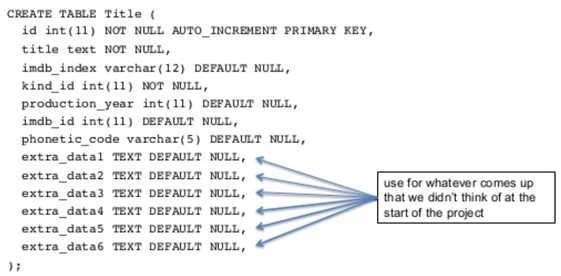 CREATE TABLE Title (
id int(11) NOT NULL AUTO_INCREMENT PRIMARY KEY,
title text NOT NULL,
imdb_index varchar(12) DEFAULT NULL,
kind_id int(11) NOT NULL,
production_year int(11) DEFAULT NULL,
imdb_id int(11) DEFAULT NULL,
phonetic_code varchar(5) DEFAULT NULL,
extra_data1 TEXT DEFAULT NULL,
extra_data2 TEXT DEFAULT NULL,
extra_data3 TEXT DEFAULT NULL,
extra_data4 TEXT DEFAULT NULL,
extra_data5 TEXT DEFAULT NULL,
extra_data6 TEXT DEFAULT NULL,
);
use for whatever comes up
that we didn't think of at the
start of the project